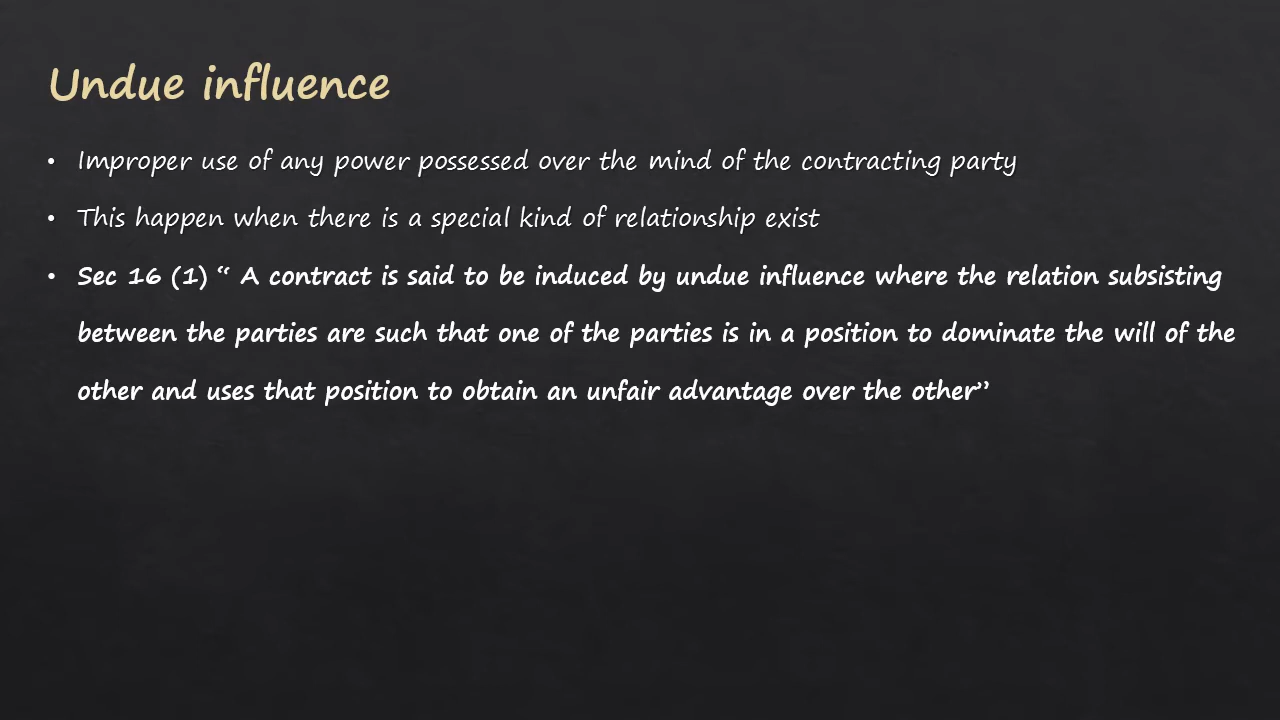 Undue influence
• Improper use of any power possessed over the mind of the contracting party
• This happen when there is a special kind of relationship exist
• Sec 16 (1) “ A contract is said to be induced by undue influence where the relation subsisting
between the parties are such that one of the parties is in a position to dominate the will of the
other and uses that position to obtain an unfair advantage over the other”